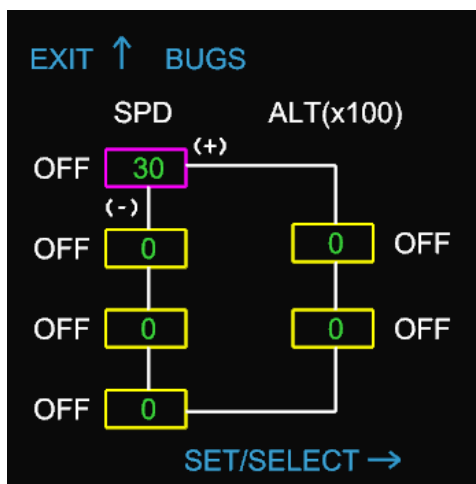 EXIT ↑ BUGS
SPD ALT(x100)
OFF 30 (+)
(-)
OFF 0 0 OFF
OFF 0 0 OFF
OFF 0
SET/SELECT →